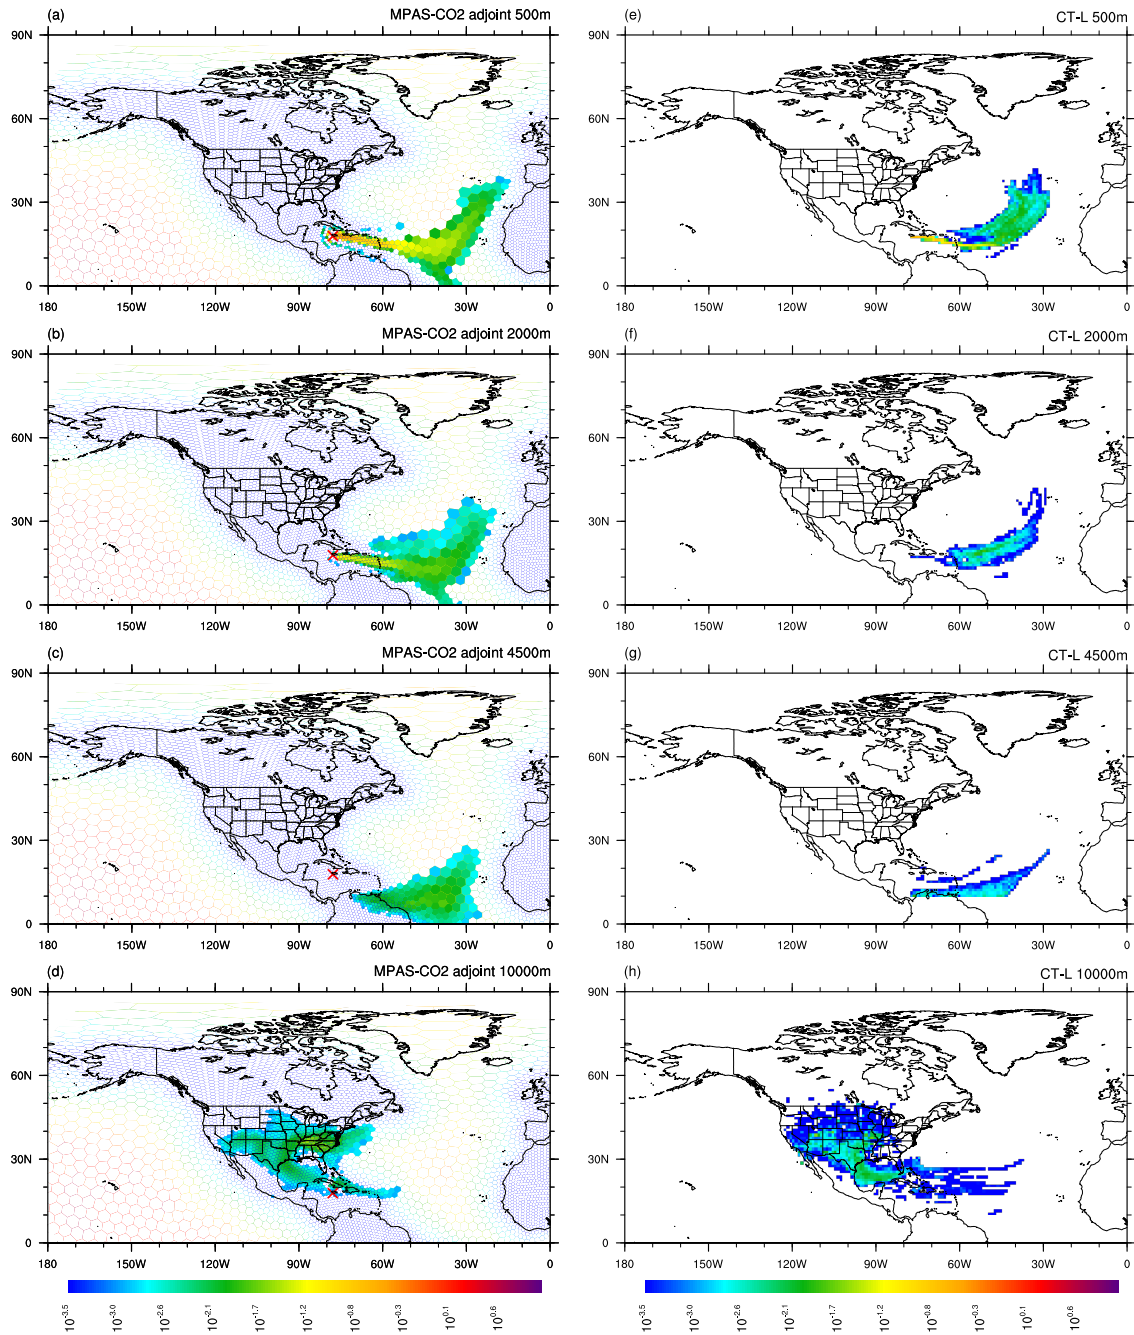 (a) MPAS-CO2 adjoint 500m
90N
60N
30N
0
180 150W 120W 90W 60W 30W 0
(e) CT-L 500m
90N
60N
30N
0
180 150W 120W 90W 60W 30W 0
(b) MPAS-CO2 adjoint 2000m
90N
60N
30N
0
180 150W 120W 90W 60W 30W 0
(f) CT-L 2000m
90N
60N
30N
0
180 150W 120W 90W 60W 30W 0
(c) MPAS-CO2 adjoint 4500m
90N
60N
30N
0
180 150W 120W 90W 60W 30W 0
(g) CT-L 4500m
90N
60N
30N
0
180 150W 120W 90W 60W 30W 0
(d) MPAS-CO2 adjoint 10000m
90N
60N
30N
0
180 150W 120W 90W 60W 30W 0
(h) CT-L 10000m
90N
60N
30N
0
180 150W 120W 90W 60W 30W 0
10^-3.5 10^-3.0 10^-2.6 10^-2.1 10^-1.7 10^-1.2 10^-0.8 10^-0.3 10^0.1 10^0.6
10^-3.5 10^-3.0 10^-2.6 10^-2.1 10^-1.7 10^-1.2 10^-0.8 10^-0.3 10^0.1 10^0.6